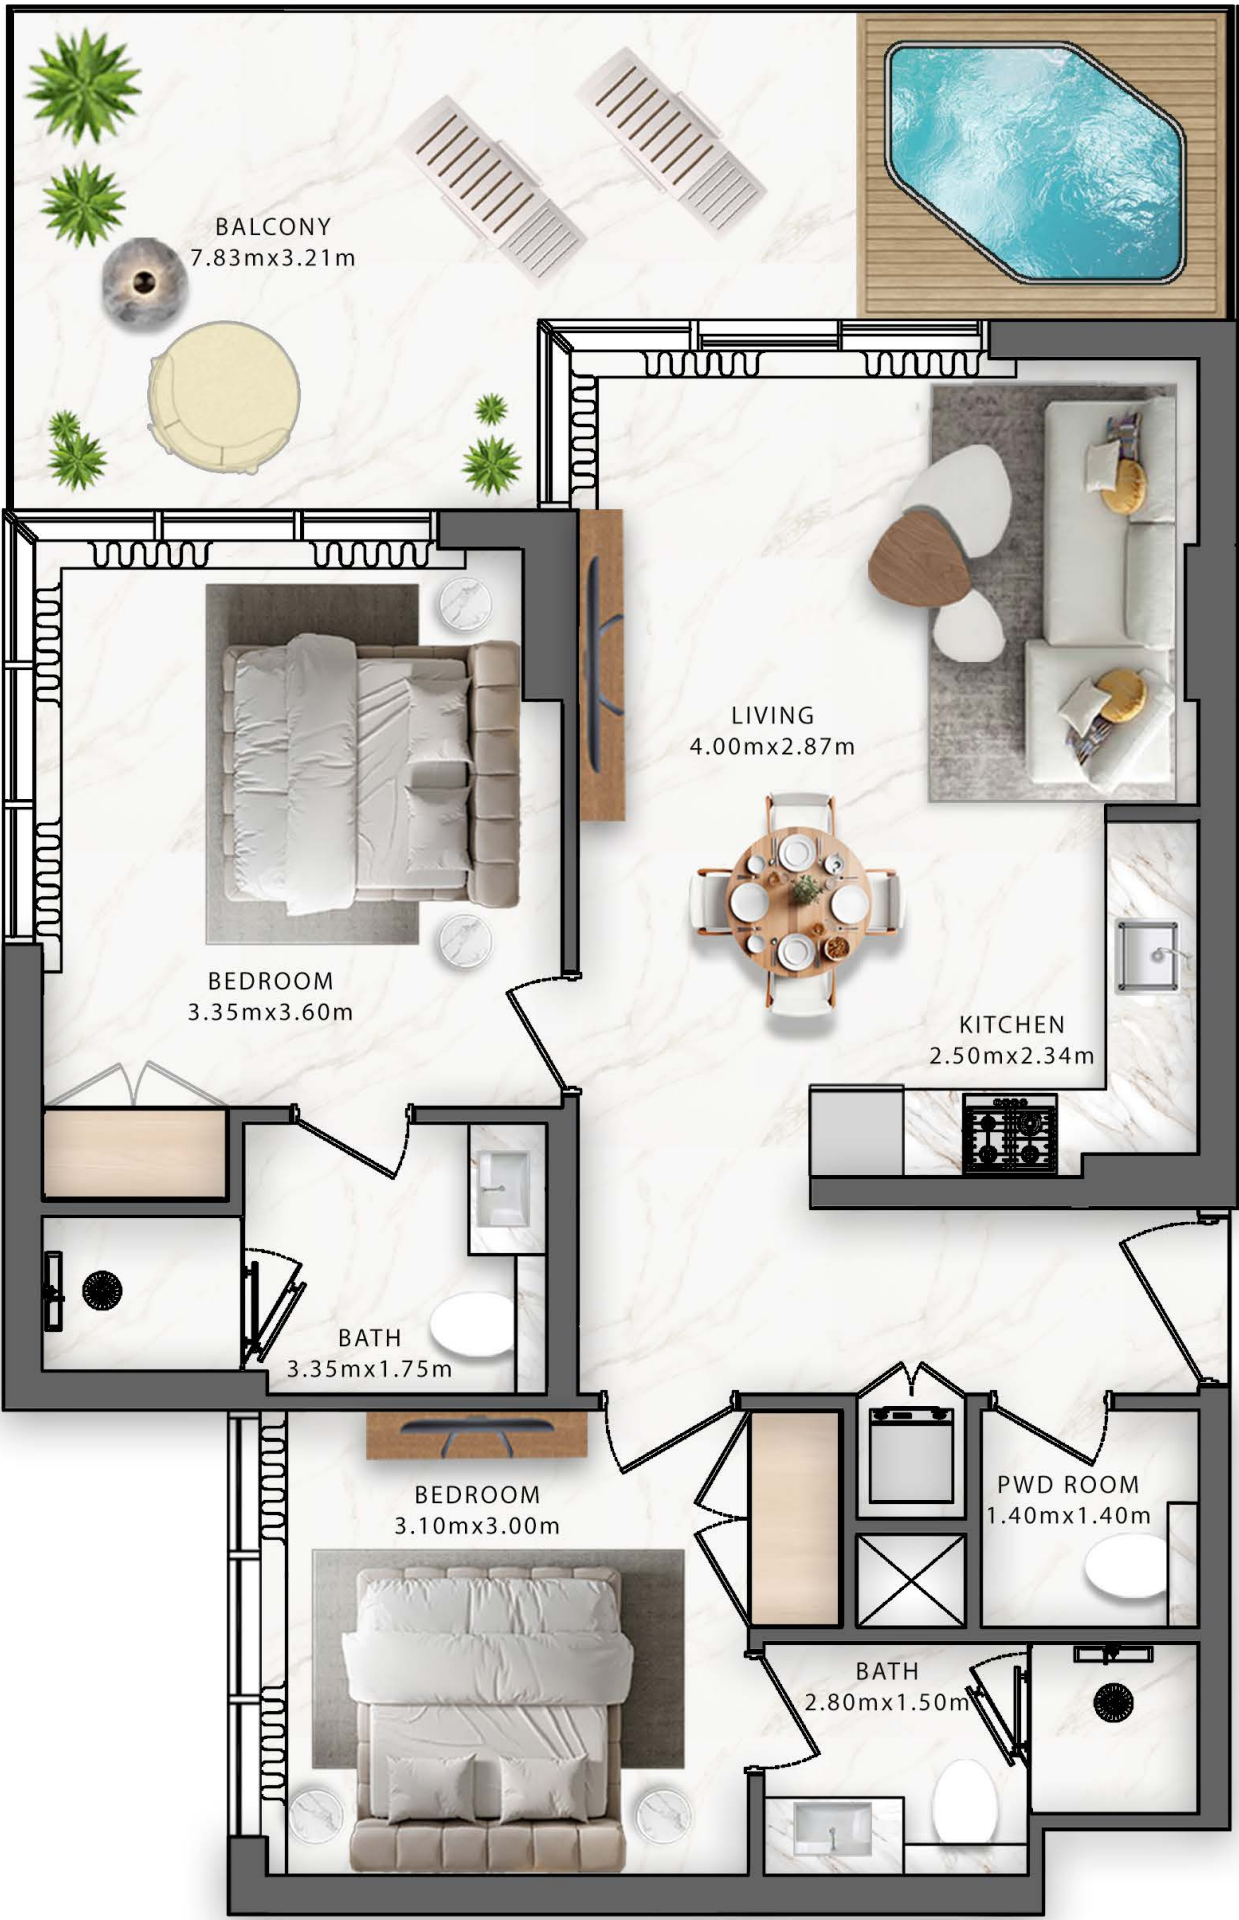 BALCONY
7.83mx3.21m
LIVING
4.00mx2.87m
BEDROOM
3.35mx3.60m
KITCHEN
2.50mx2.34m
BATH
3.35mx1.75m
BEDROOM
3.10mx3.00m
PWD ROOM
1.40mx1.40m
BATH
2.80mx1.50m